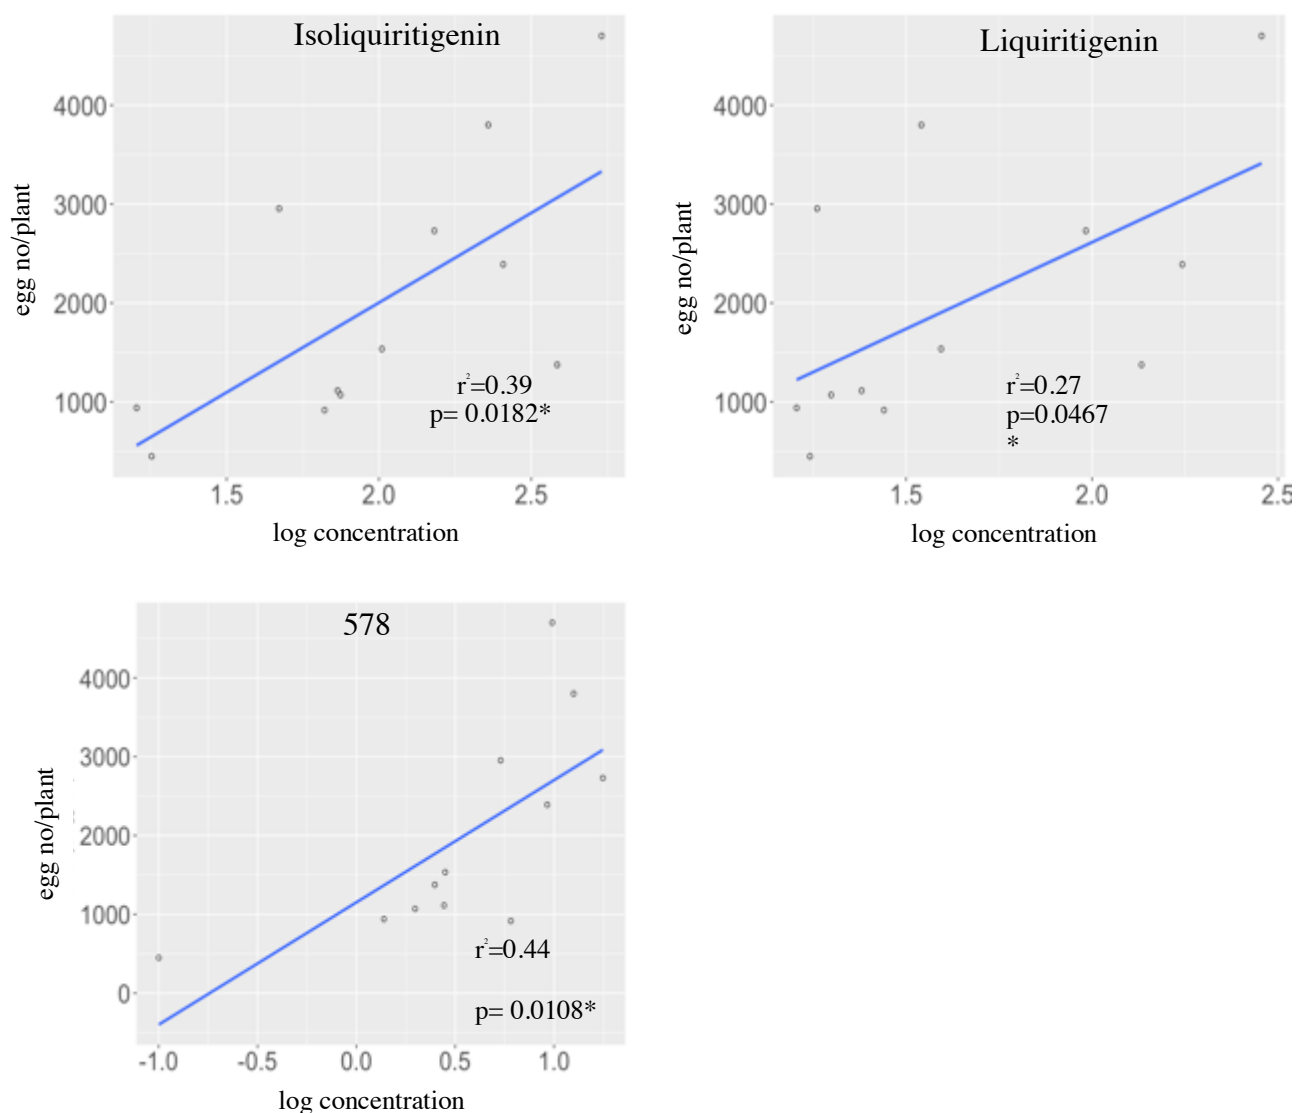 Isoliquiritigenin
4000
3000
2000
1000
egg no/plant
r²=0.39
p= 0.0182*
1.5 2.0 2.5
log concentration
Liquiritigenin
4000
3000
2000
1000
egg no/plant
r²=0.27
p=0.0467
*
1.5 2.0 2.5
log concentration
578
4000
3000
2000
1000
0
egg no/plant
r²=0.44
p= 0.0108*
-1.0 -0.5 0.0 0.5 1.0
log concentration